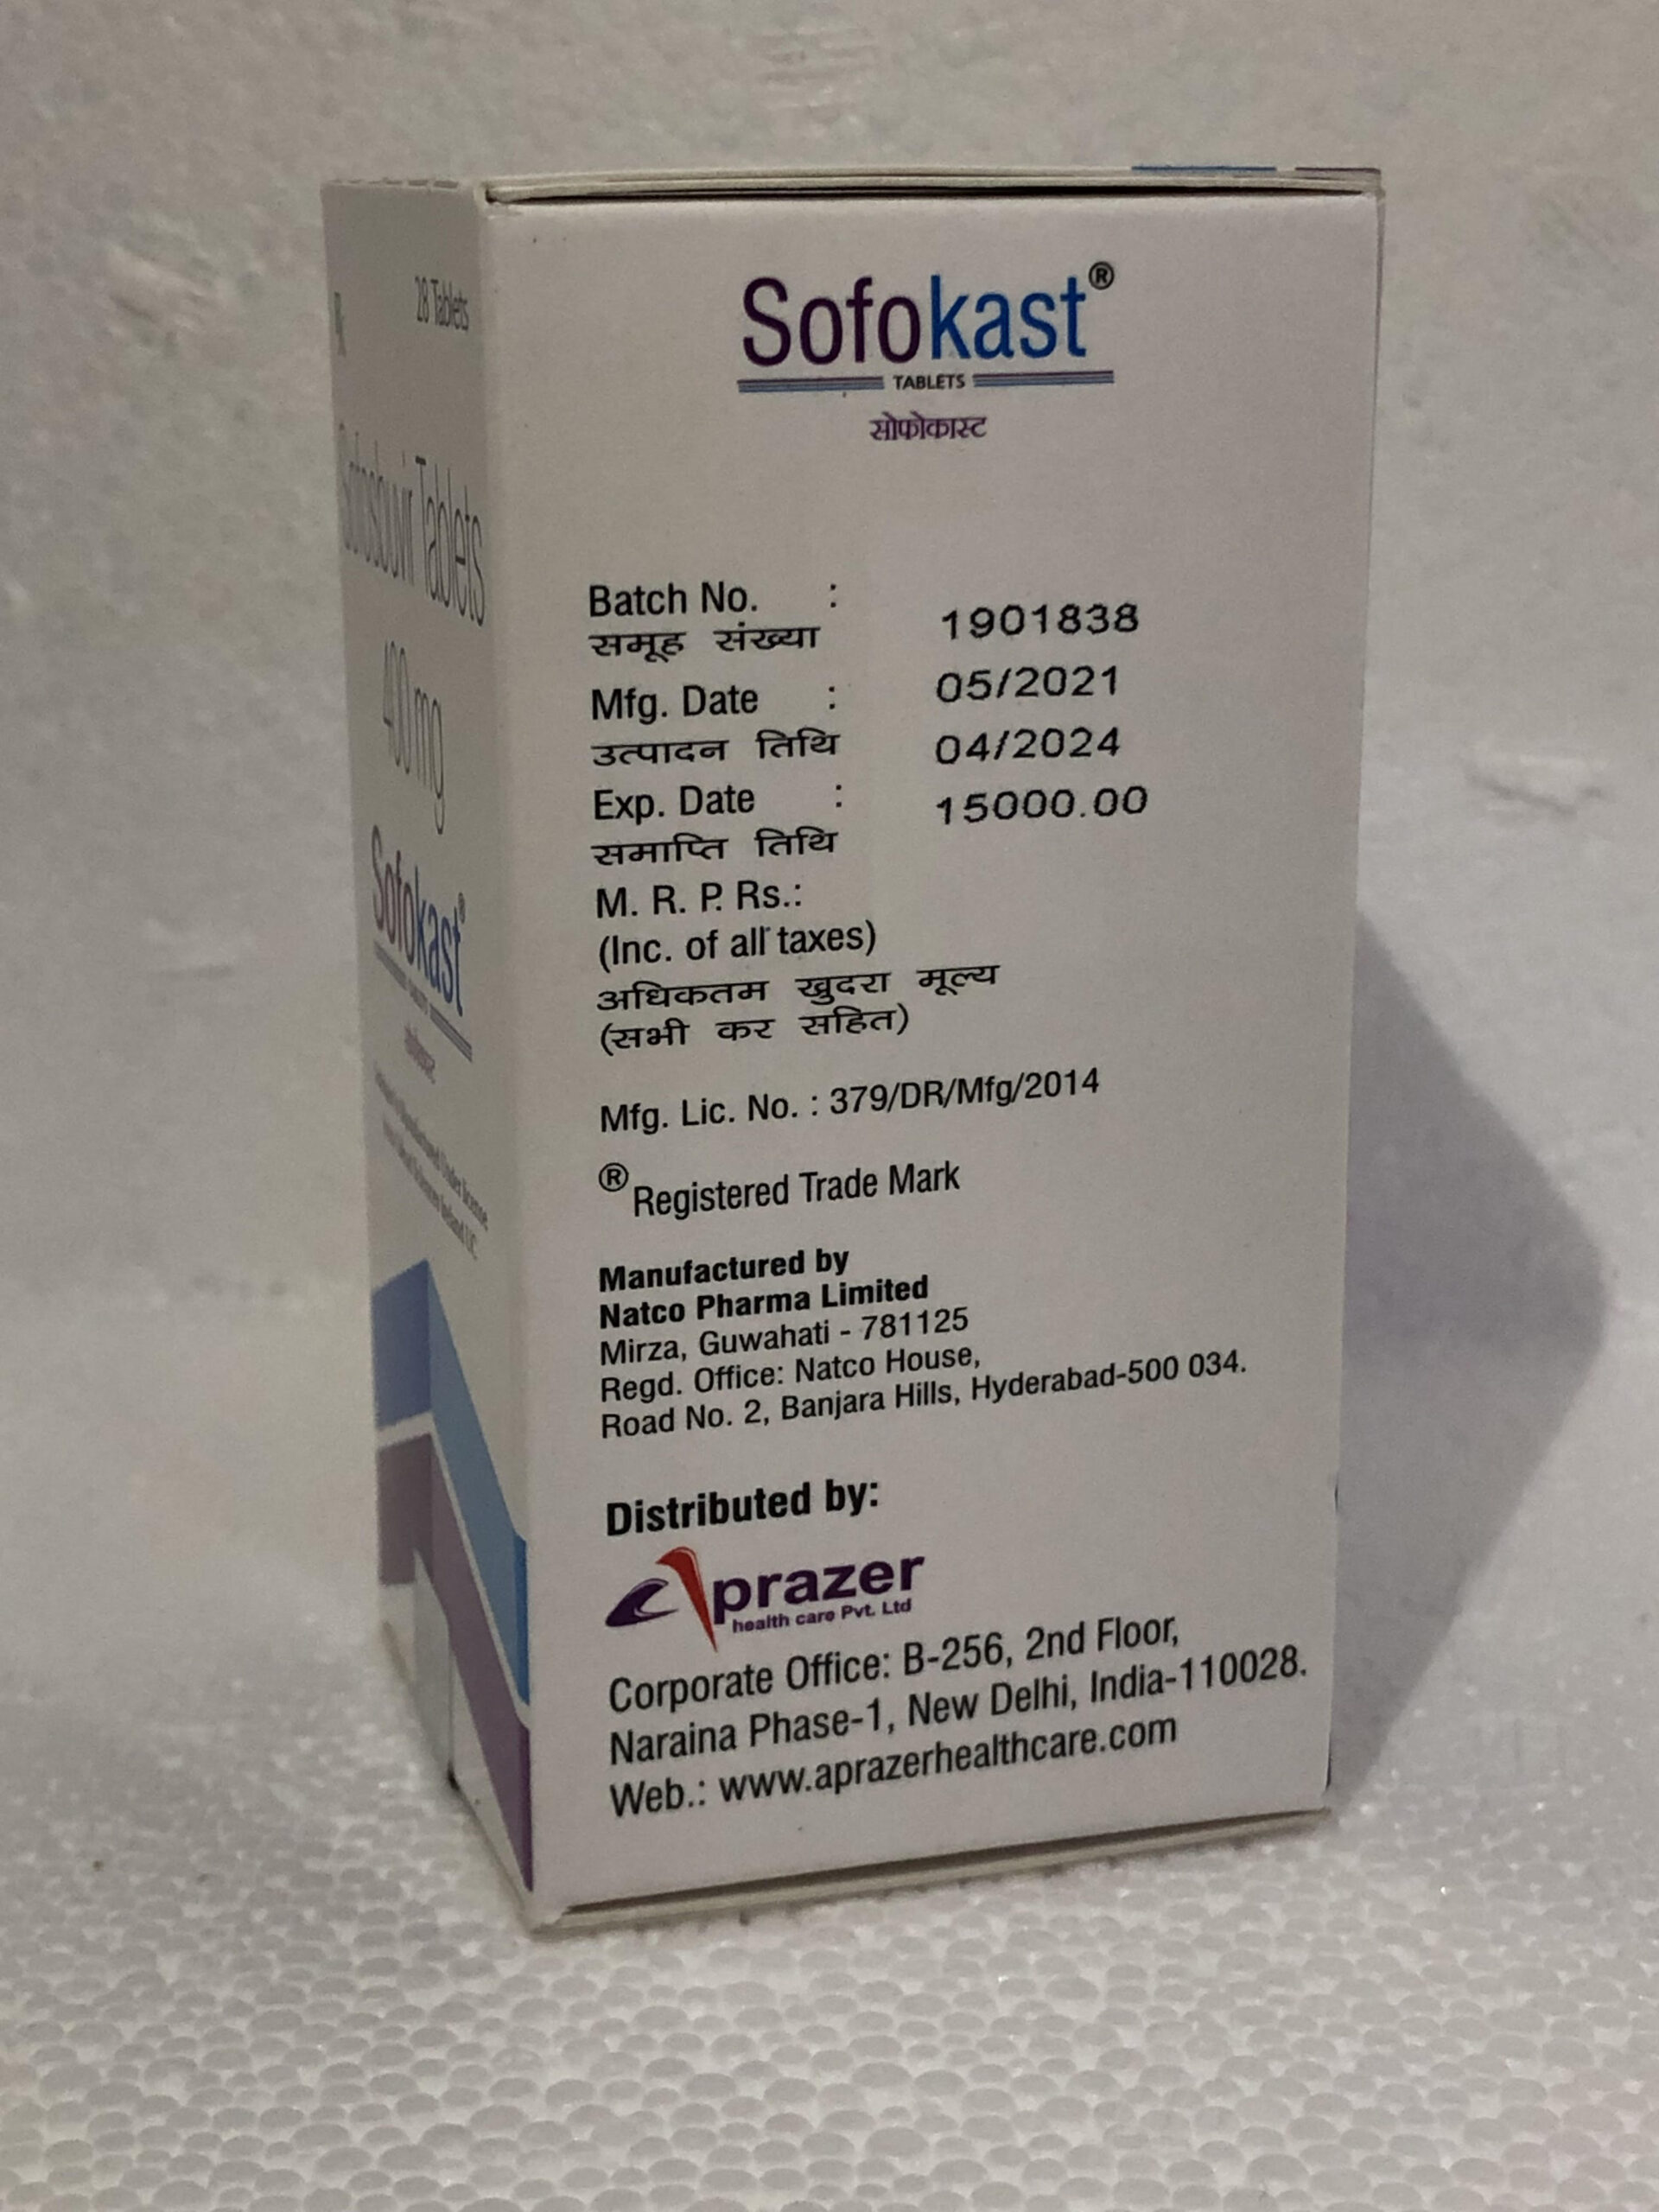 Sofokast®
TABLETS
सोफोकास्ट
Batch No. : 1901838
समूह संख्या
Mfg. Date : 05/2021
उत्पादन तिथि 04/2024
Exp. Date : 15000.00
समाप्ति तिथि
M. R. P. Rs.:
(Inc. of all taxes)
अधिकतम खुदरा मूल्य
(सभी कर सहित)
Mfg. Lic. No. : 379/DR/Mfg/2014
® Registered Trade Mark
Manufactured by
Natco Pharma Limited
Mirza, Guwahati - 781125
Regd. Office: Natco House,
Road No. 2, Banjara Hills, Hyderabad-500 034.
Distributed by:
Aprazer
health care Pvt. Ltd
Corporate Office: B-256, 2nd Floor,
Naraina Phase-1, New Delhi, India-110028.
Web.: www.aprazerhealthcare.com
28 Tablets
Sofosbuvir Tablets
400 mg
Sofokast®